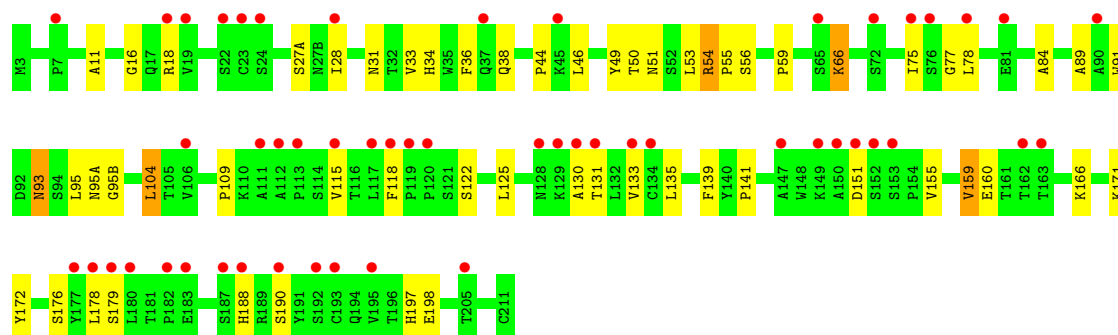 M3 P7 A11 G16 Q17 R18 V19 S22 C23 S24 S27A N27B I28 N31 T32 V33 H34 W35 F36 Q37 Q38 P44 K45 L46 Y49 T50 N51 S52 L53 R54 P55 S56 P59 S65 K66 S72 I75 S76 G77 L78 E81 A84 A89 A90 W91
D92 N93 S94 L95 N95A G95B L104 T105 V106 P109 K110 A111 A112 P113 S114 V115 T116 L117 F118 P119 P120 S121 S122 L125 N128 K129 A130 T131 L132 V133 C134 L135 F139 Y140 P141 A147 W148 K149 A150 D151 S152 S153 P154 V155 V159 E160 T161 T162 T163 K166 K171
Y172 S176 Y177 L178 S179 L180 T181 P182 E183 S187 H188 R189 S190 Y191 S192 C193 Q194 V195 T196 H197 E198 T205 C211